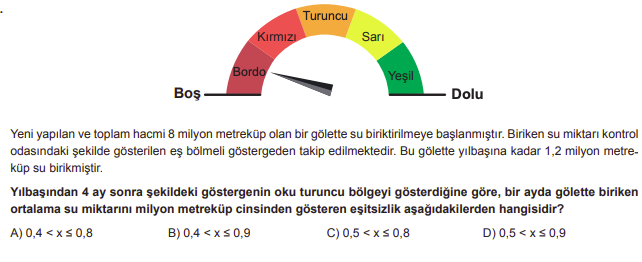 Turuncu
Kırmızı
Sarı
Bordo
Yeşil
Boş
Dolu
Yeni yapılan ve toplam hacmi 8 milyon metreküp olan bir gölette su biriktirilmeye başlanmıştır. Biriken su miktarı kontrol
odasındaki şekilde gösterilen eş bölmeli göstergeden takip edilmektedir. Bu gölette yılbaşına kadar 1,2 milyon metre-
küp su birikmiştir.
Yılbaşından 4 ay sonra şekildeki göstergenin oku turuncu bölgeyi gösterdiğine göre, bir ayda gölette biriken
ortalama su miktarını milyon metreküp cinsinden gösteren eşitsizlik aşağıdakilerden hangisidir?
A) 0,4 < x ≤ 0,8 B) 0,4 < x ≤ 0,9 C) 0,5 < x ≤ 0,8 D) 0,5 < x ≤ 0,9